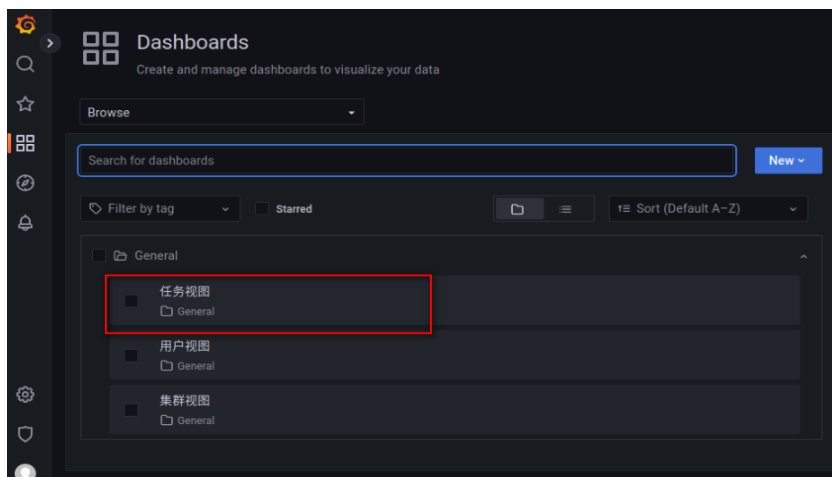 Dashboards
Create and manage dashboards to visualize your data
Browse
Search for dashboards
New
Filter by tag
Starred
Sort (Default A–Z)
General
任务视图
General
用户视图
General
集群视图
General